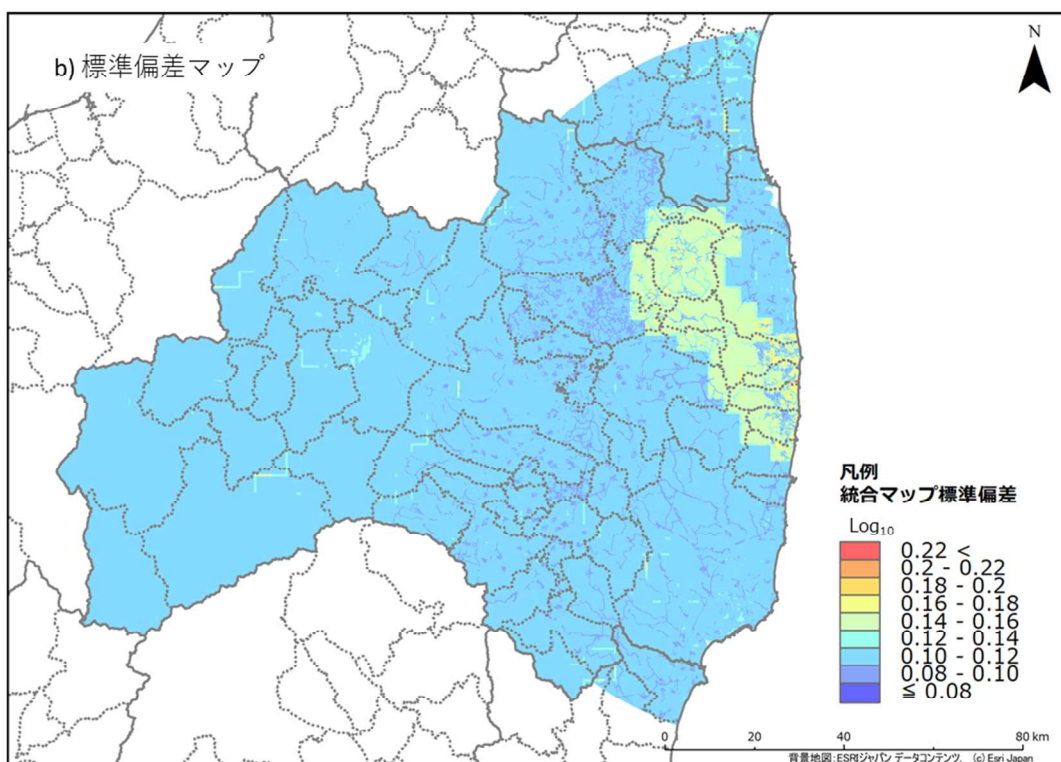 b) 標準偏差マップ
N
凡例
統合マップ標準偏差
Log₁₀
0.22 <
0.2 - 0.22
0.18 - 0.2
0.16 - 0.18
0.14 - 0.16
0.12 - 0.14
0.10 - 0.12
0.08 - 0.10
≦ 0.08
0 20 40 80 km
背景地図:ESRIジャパン データコンテンツ, (c) Esri Japan